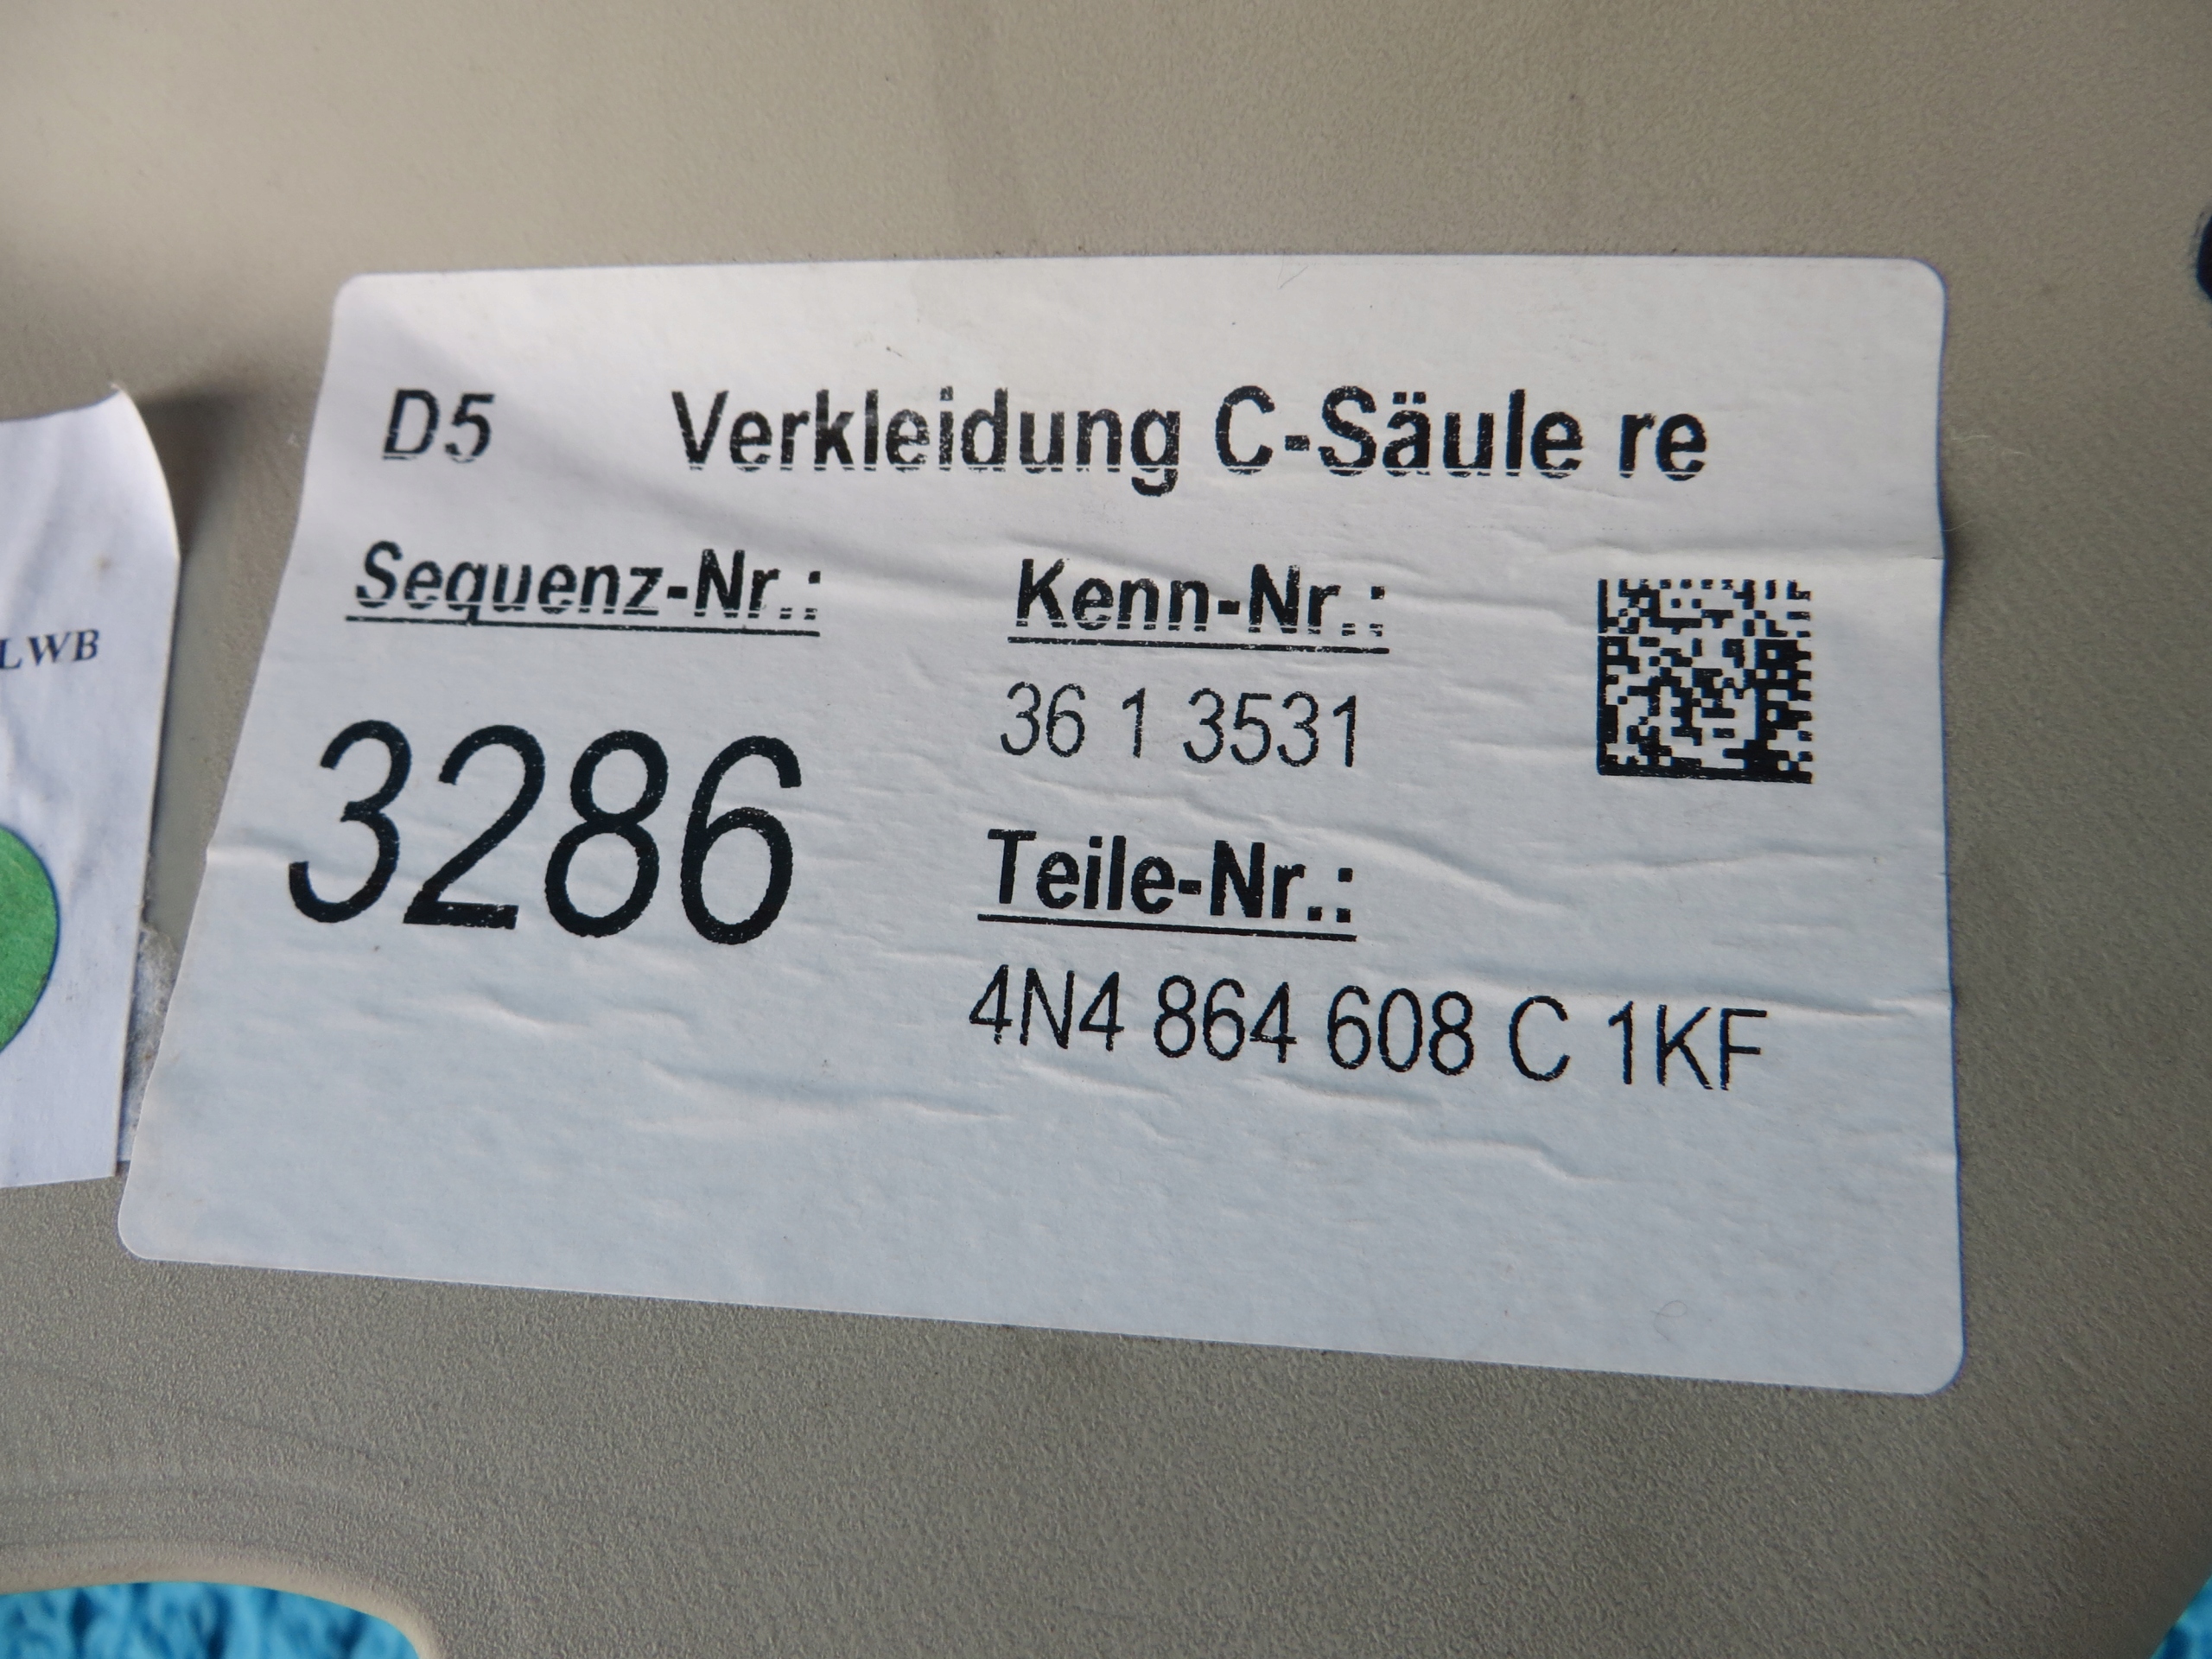 D5 Verkleidung C-Säule re
Sequenz-Nr.: Kenn-Nr.:
36 1 3531
3286
Teile-Nr.:
4N4 864 608 C 1KF
LWB